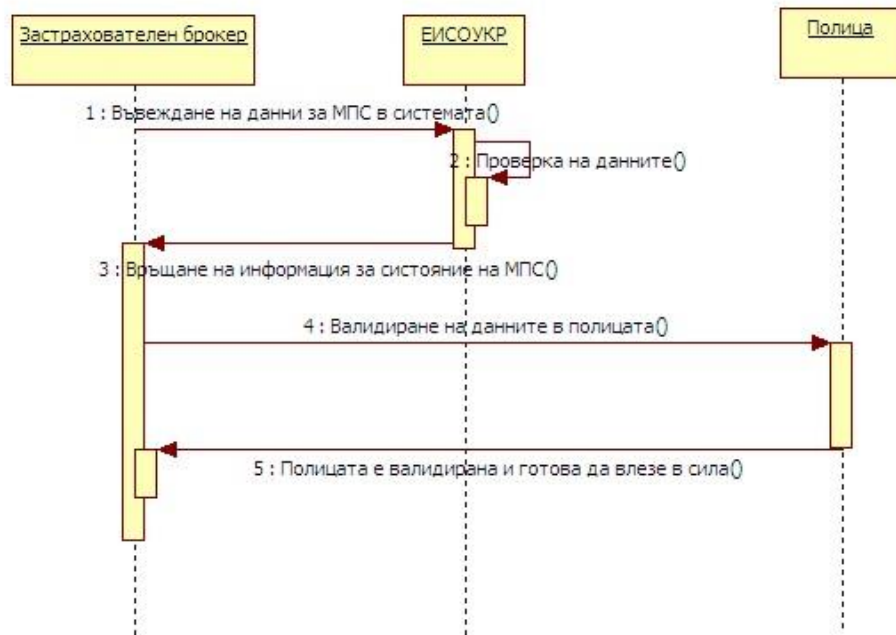 Застрахователен брокер
ЕИСОУКР
Полица
1 : Въвеждане на данни за МПС в системата()
2 : Проверка на данните()
3 : Връщане на информация за систояние на МПС()
4 : Валидиране на данните в полицата()
5 : Полицата е валидирана и готова да влезе в сила()